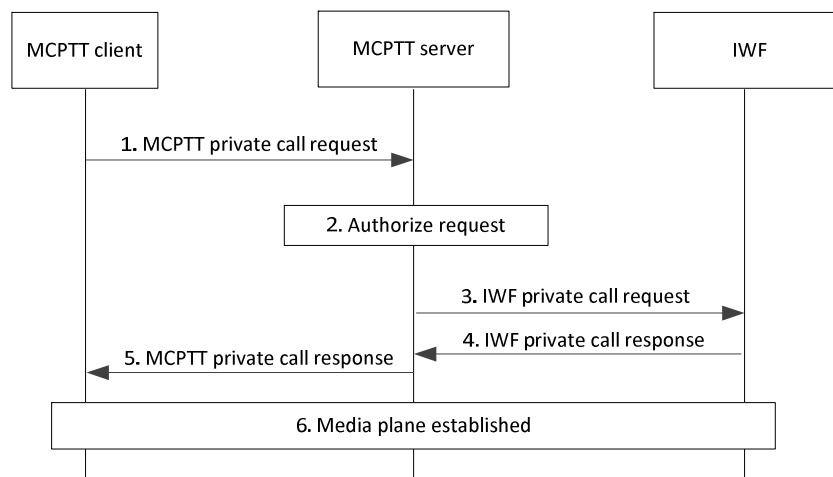 MCPTT client
MCPTT server
IWF
1. MCPTT private call request
2. Authorize request
3. IWF private call request
4. IWF private call response
5. MCPTT private call response
6. Media plane established